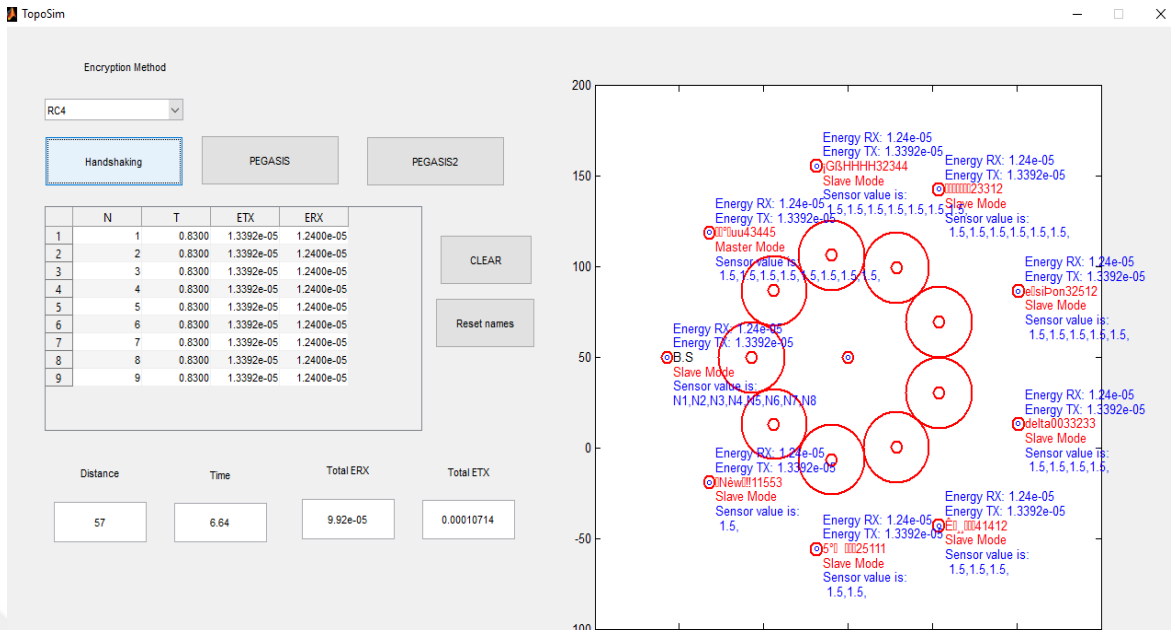 TopoSim
Encryption Method
RC4
Handshaking
PEGASIS
PEGASIS2
N T ETX ERX
1 1 0.8300 1.3392e-05 1.2400e-05
2 2 0.8300 1.3392e-05 1.2400e-05
3 3 0.8300 1.3392e-05 1.2400e-05
4 4 0.8300 1.3392e-05 1.2400e-05
5 5 0.8300 1.3392e-05 1.2400e-05
6 6 0.8300 1.3392e-05 1.2400e-05
7 7 0.8300 1.3392e-05 1.2400e-05
8 8 0.8300 1.3392e-05 1.2400e-05
9 9 0.8300 1.3392e-05 1.2400e-05
CLEAR
Reset names
Distance
57
Time
6.64
Total ERX
9.92e-05
Total ETX
0.00010714
200
150
100
50
0
-50
100
Energy RX: 1.24e-05
Energy TX: 1.3392e-05
¡GßHHHH32344
Slave Mode
Sensor value is:
1.5,1.5,1.5,1.5,1.5,1.5,1.5,
Energy RX: 1.24e-05
Energy TX: 1.3392e-05
23312
Slave Mode
Sensor value is:
1.5,1.5,1.5,1.5,1.5,1.5,
Energy RX: 1.24e-05
Energy TX: 1.3392e-05
uu43445
Master Mode
Sensor value is:
1.5,1.5,1.5,1.5,1.5,1.5,1.5,1.5,
Energy RX: 1.24e-05
Energy TX: 1.3392e-05
32512
Slave Mode
Sensor value is:
1.5,1.5,1.5,1.5,1.5,
Energy RX: 1.24e-05
Energy TX: 1.3392e-05
B.S
Slave Mode
Sensor value is:
N1,N2,N3,N4,N5,N6,N7,N8
Energy RX: 1.24e-05
Energy TX: 1.3392e-05
delta0033233
Slave Mode
Sensor value is:
1.5,1.5,1.5,1.5,
Energy RX: 1.24e-05
Energy TX: 1.3392e-05
11553
Slave Mode
Sensor value is:
1.5,
Energy RX: 1.24e-05
Energy TX: 1.3392e-05
41412
Slave Mode
Sensor value is:
1.5,1.5,1.5,
Energy RX: 1.24e-05
Energy TX: 1.3392e-05
25111
Slave Mode
Sensor value is:
1.5,1.5,